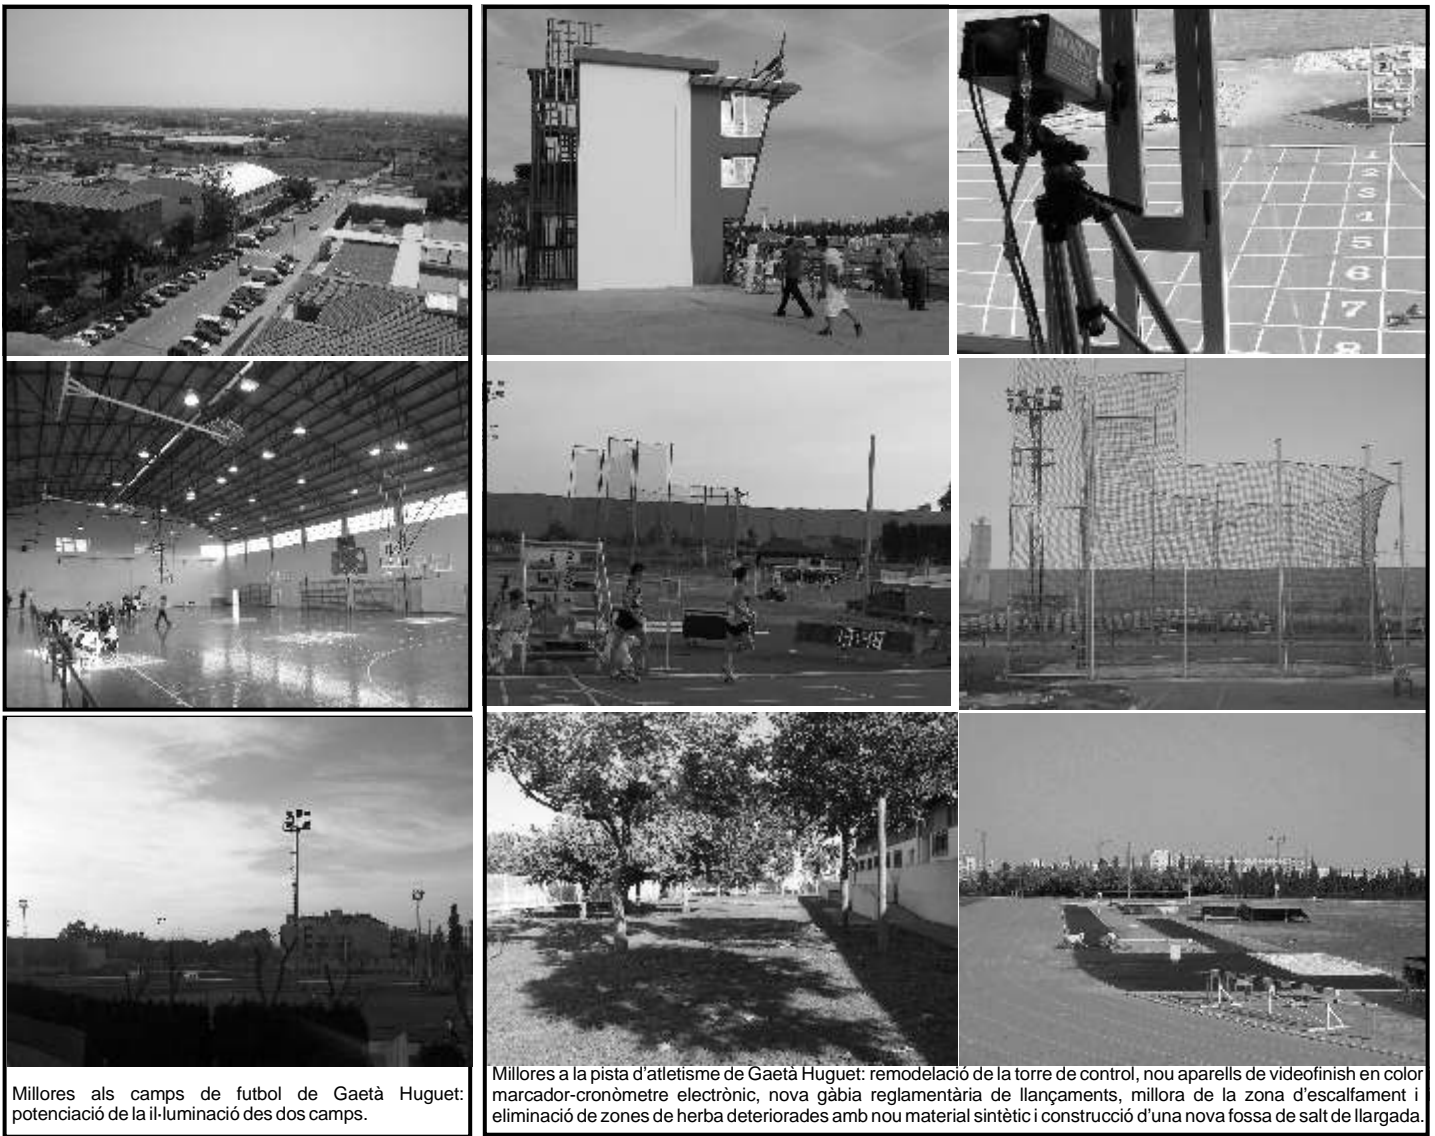 1
2
3
4
5
6
7
8
Millores als camps de futbol de Gaetà Huguet:
potenciació de la il·luminació des dos camps.
Millores a la pista d’atletisme de Gaetà Huguet: remodelació de la torre de control, nou aparells de videofinish en color
marcador-cronòmetre electrònic, nova gàbia reglamentària de llançaments, millora de la zona d’escalfament i
eliminació de zones de herba deteriorades amb nou material sintètic i construcció d’una nova fossa de salt de llargada.